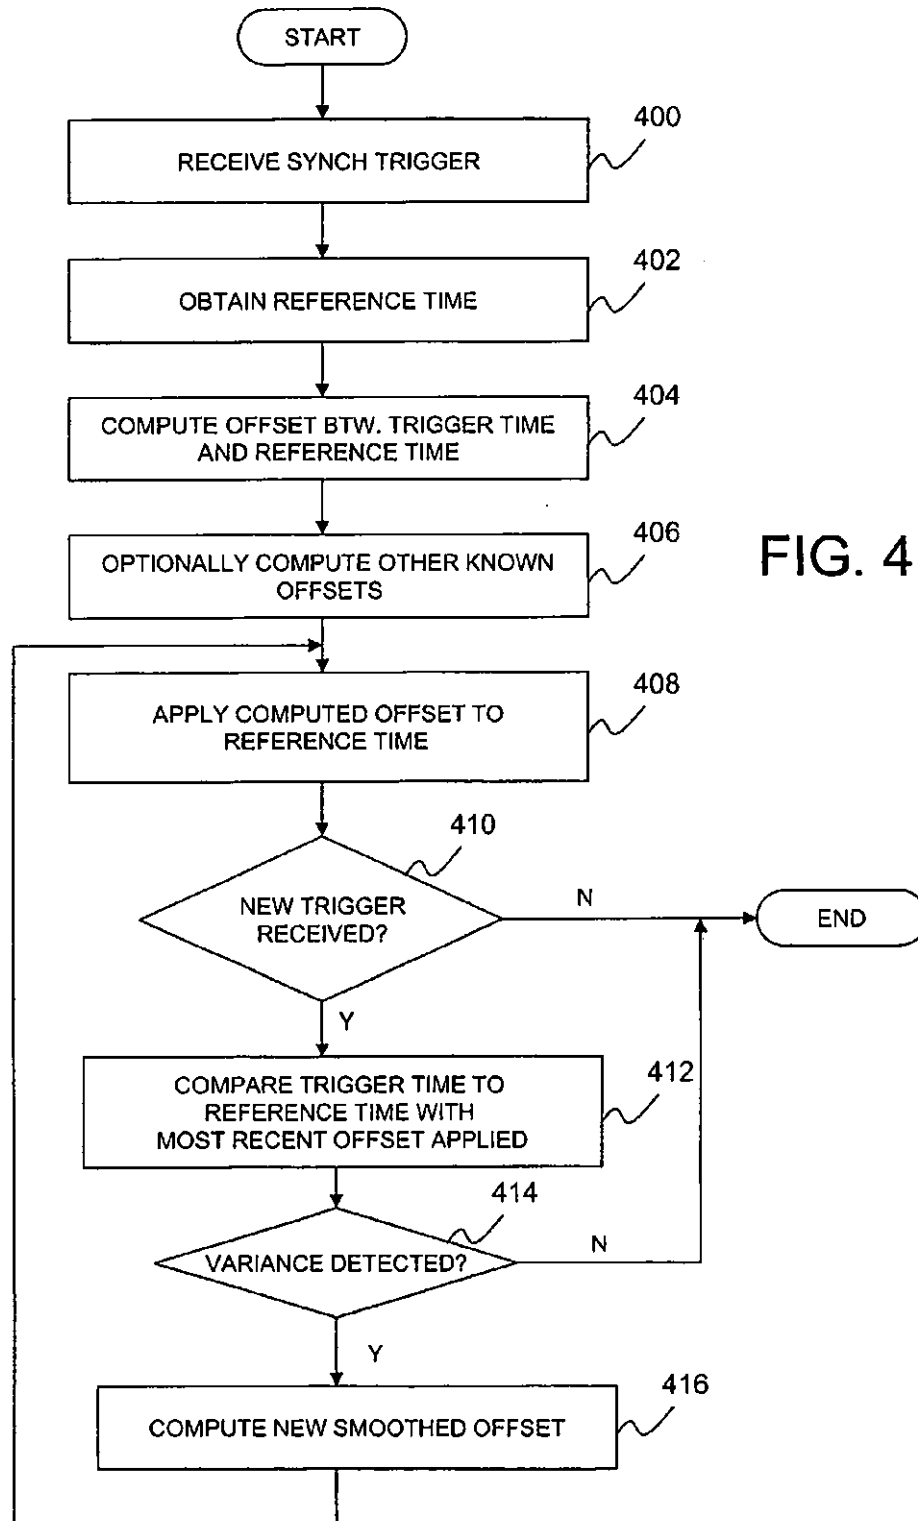 START
400
RECEIVE SYNCH TRIGGER
402
OBTAIN REFERENCE TIME
404
COMPUTE OFFSET BTW. TRIGGER TIME
AND REFERENCE TIME
406
OPTIONALLY COMPUTE OTHER KNOWN
OFFSETS
FIG. 4
408
APPLY COMPUTED OFFSET TO
REFERENCE TIME
410
NEW TRIGGER
RECEIVED?
N
END
Y
412
COMPARE TRIGGER TIME TO
REFERENCE TIME WITH
MOST RECENT OFFSET APPLIED
414
VARIANCE DETECTED?
N
Y
416
COMPUTE NEW SMOOTHED OFFSET